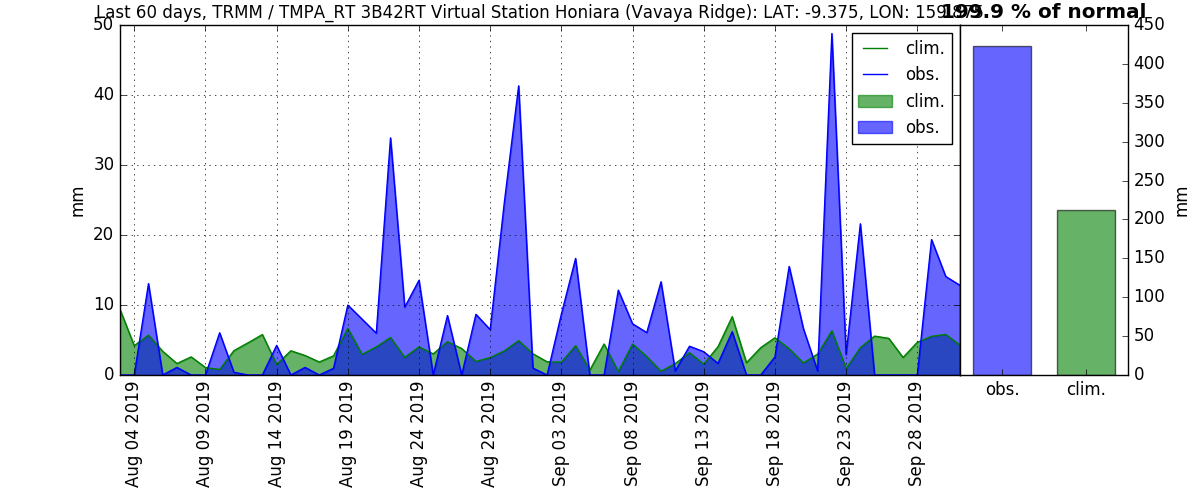 Last 60 days, TRMM / TMPA_RT 3B42RT Virtual Station Honiara (Vavaya Ridge): LAT: -9.375, LON:
199.9 % of normal
50
40
30
20
10
0
mm
clim.
obs.
clim.
obs.
450
400
350
300
250
200
150
100
50
0
mm
Aug 04 2019
Aug 09 2019
Aug 14 2019
Aug 19 2019
Aug 24 2019
Aug 29 2019
Sep 03 2019
Sep 08 2019
Sep 13 2019
Sep 18 2019
Sep 23 2019
Sep 28 2019
obs.
clim.